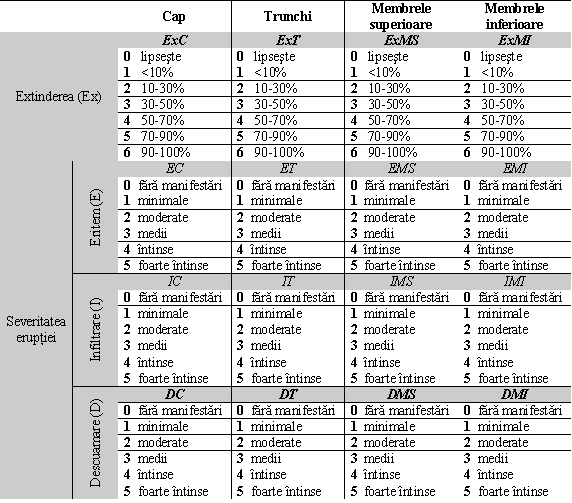 Cap Trunchi Membrele superioare Membrele inferioare
Extinderea (Ex)
ExC ExT ExMS ExMI
0 lipsește 0 lipsește 0 lipsește 0 lipsește
1 <10% 1 <10% 1 <10% 1 <10%
2 10-30% 2 10-30% 2 10-30% 2 10-30%
3 30-50% 3 30-50% 3 30-50% 3 30-50%
4 50-70% 4 50-70% 4 50-70% 4 50-70%
5 70-90% 5 70-90% 5 70-90% 5 70-90%
6 90-100% 6 90-100% 6 90-100% 6 90-100%
Severitatea erupției
Eritem (E)
EC ET EMS EMI
0 fără manifestări 0 fără manifestări 0 fără manifestări 0 fără manifestări
1 minimale 1 minimale 1 minimale 1 minimale
2 moderate 2 moderate 2 moderate 2 moderate
3 medii 3 medii 3 medii 3 medii
4 întinse 4 întinse 4 întinse 4 întinse
5 foarte întinse 5 foarte întinse 5 foarte întinse 5 foarte întinse
Infiltrare (I)
IC IT IMS IMI
0 fără manifestări 0 fără manifestări 0 fără manifestări 0 fără manifestări
1 minimale 1 minimale 1 minimale 1 minimale
2 moderate 2 moderate 2 moderate 2 moderate
3 medii 3 medii 3 medii 3 medii
4 întinse 4 întinse 4 întinse 4 întinse
5 foarte întinse 5 foarte întinse 5 foarte întinse 5 foarte întinse
Descuamare (D)
DC DT DMS DMI
0 fără manifestări 0 fără manifestări 0 fără manifestări 0 fără manifestări
1 minimale 1 minimale 1 minimale 1 minimale
2 moderate 2 moderate 2 moderate 2 moderate
3 medii 3 medii 3 medii 3 medii
4 întinse 4 întinse 4 întinse 4 întinse
5 foarte întinse 5 foarte întinse 5 foarte întinse 5 foarte întinse